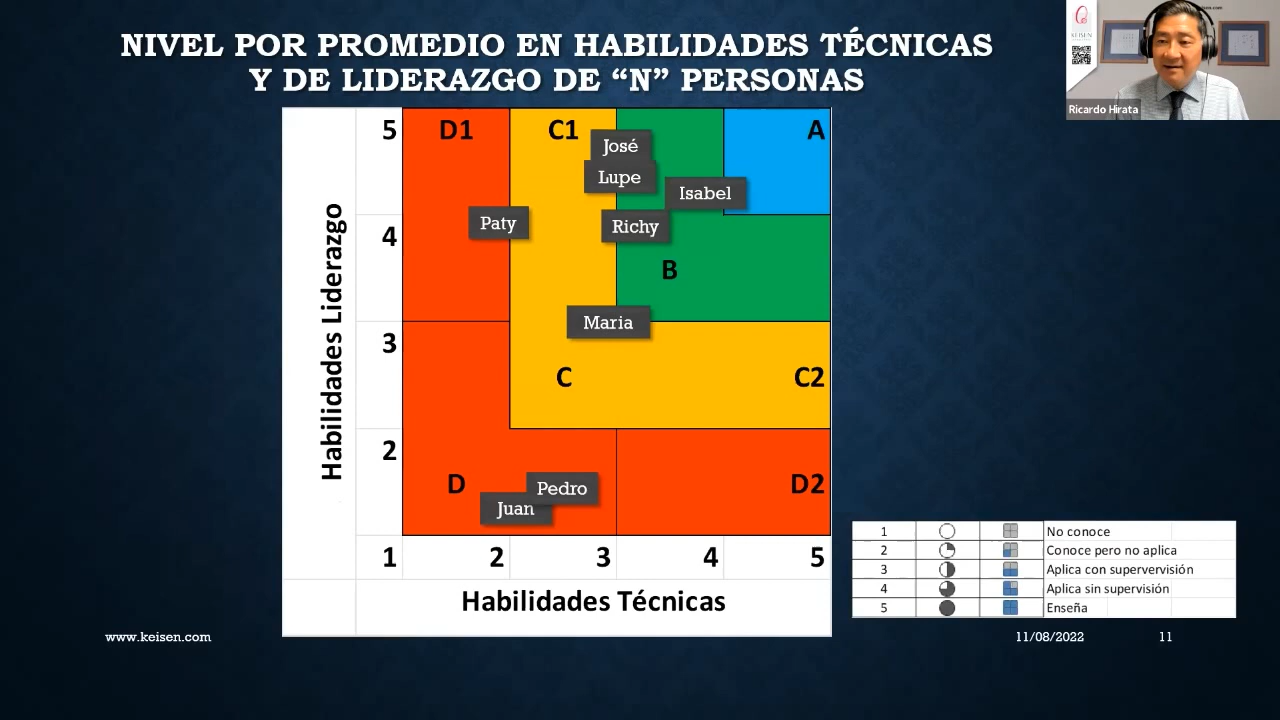 NIVEL POR PROMEDIO EN HABILIDADES TÉCNICAS
Y DE LIDERAZGO DE “N” PERSONAS
KEISEN
Ricardo Hirata
Habilidades Liderazgo
5
D1
C1
A
José
Lupe
Isabel
Paty
Richy
4
B
Maria
3
C
C2
2
D
Pedro
D2
Juan
1
2
3
4
5
Habilidades Técnicas
1 No conoce
2 Conoce pero no aplica
3 Aplica con supervervisión
4 Aplica sin supervisión
5 Enseña
www.keisen.com
11/08/2022
11